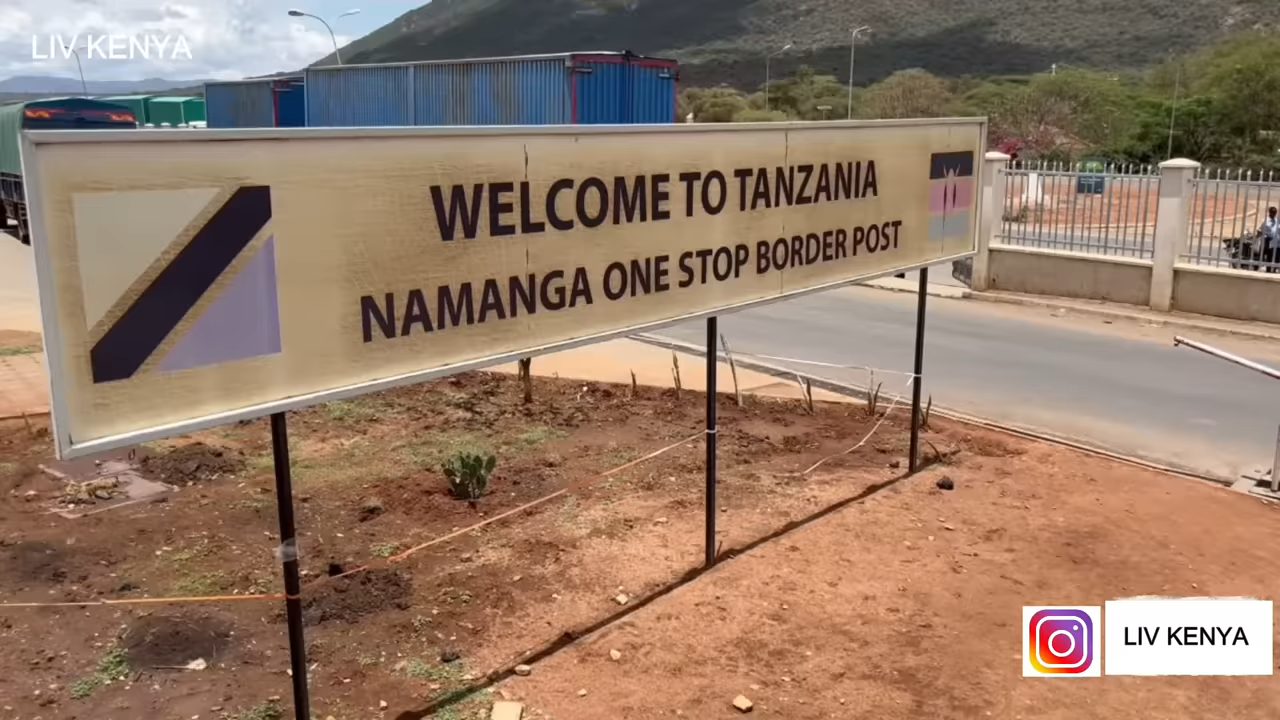 LIV KENYA
WELCOME TO TANZANIA
NAMANGA ONE STOP BORDER POST
LIV KENYA